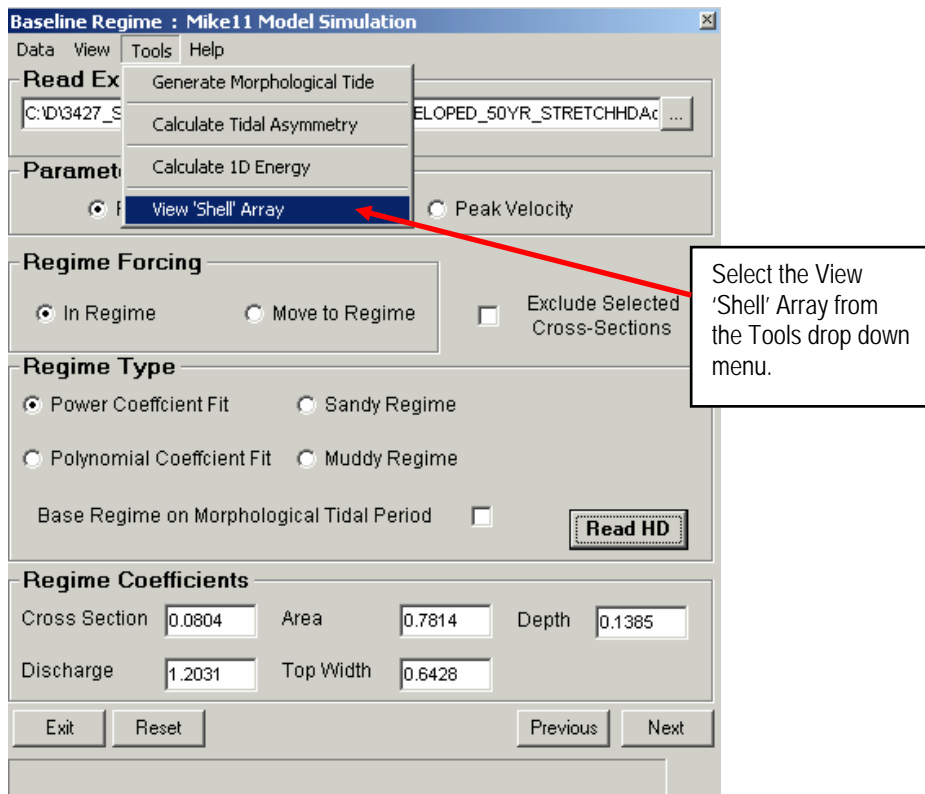 Baseline Regime : Mike11 Model Simulation
Data View Tools Help
Generate Morphological Tide
Calculate Tidal Asymmetry
Calculate 1D Energy
View 'Shell' Array
Read Ex
C:\D\3427_S ELOPED_50YR_STRETCHHDAc ...
Paramet
Peak Velocity
Select the View
‘Shell’ Array from
the Tools drop down
menu.
Regime Forcing
In Regime Move to Regime
Exclude Selected
Cross-Sections
Regime Type
Power Coeffcient Fit Sandy Regime
Polynomial Coeffcient Fit Muddy Regime
Base Regime on Morphological Tidal Period
Read HD
Regime Coefficients
Cross Section 0.0804 Area 0.7814 Depth 0.1385
Discharge 1.2031 Top Width 0.6428
Exit Reset Previous Next